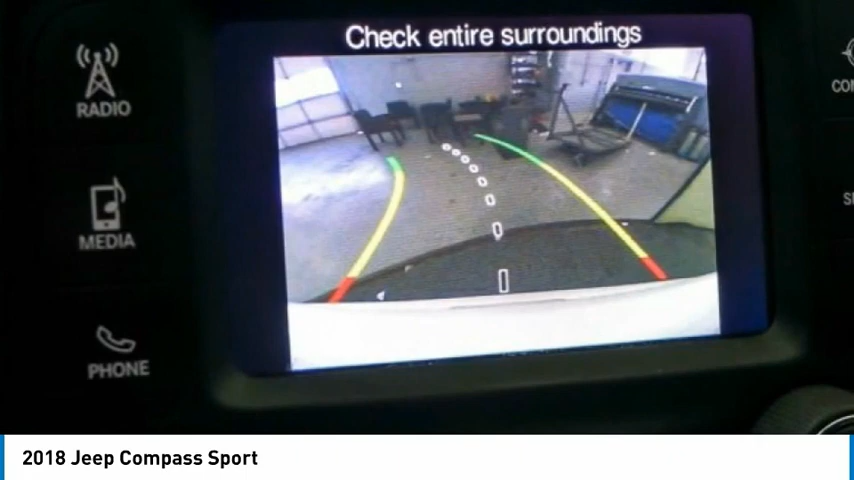 Check entire surroundings
RADIO
MEDIA
PHONE
2018 Jeep Compass Sport